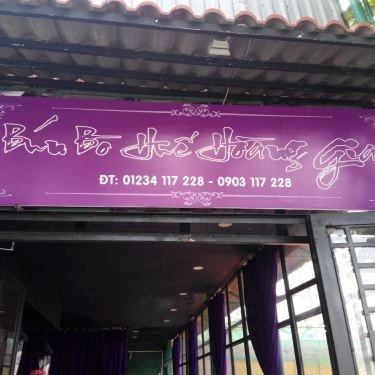 Bún Bò Huế Hoàng Gia
ĐT: 01234 117 228 - 0903 117 228